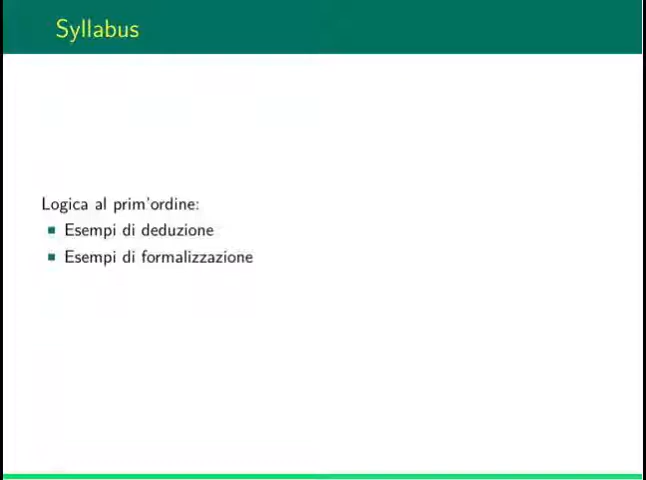 Syllabus
Logica al prim'ordine:
Esempi di deduzione
Esempi di formalizzazione